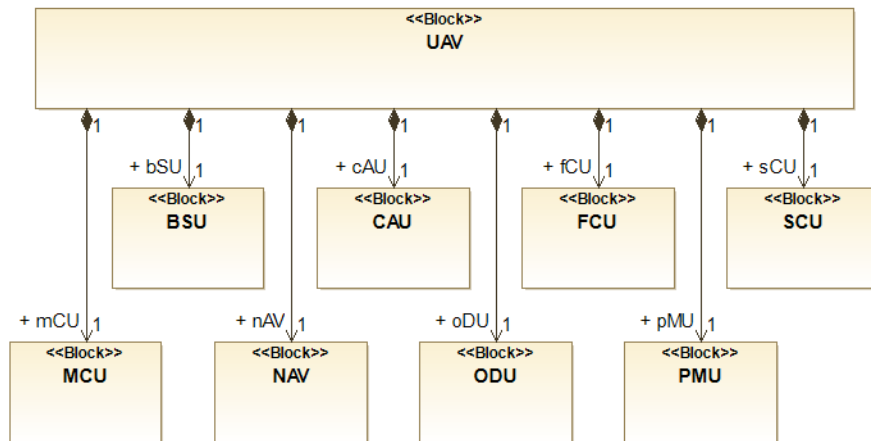 <<Block>>
UAV
1 1 1 1 1 1 1 1
+ bSU 1 + cAU 1 + fCU 1 + sCU 1
<<Block>> <<Block>> <<Block>> <<Block>>
BSU CAU FCU SCU
+ mCU 1 + nAV 1 + oDU 1 + pMU 1
<<Block>> <<Block>> <<Block>> <<Block>>
MCU NAV ODU PMU